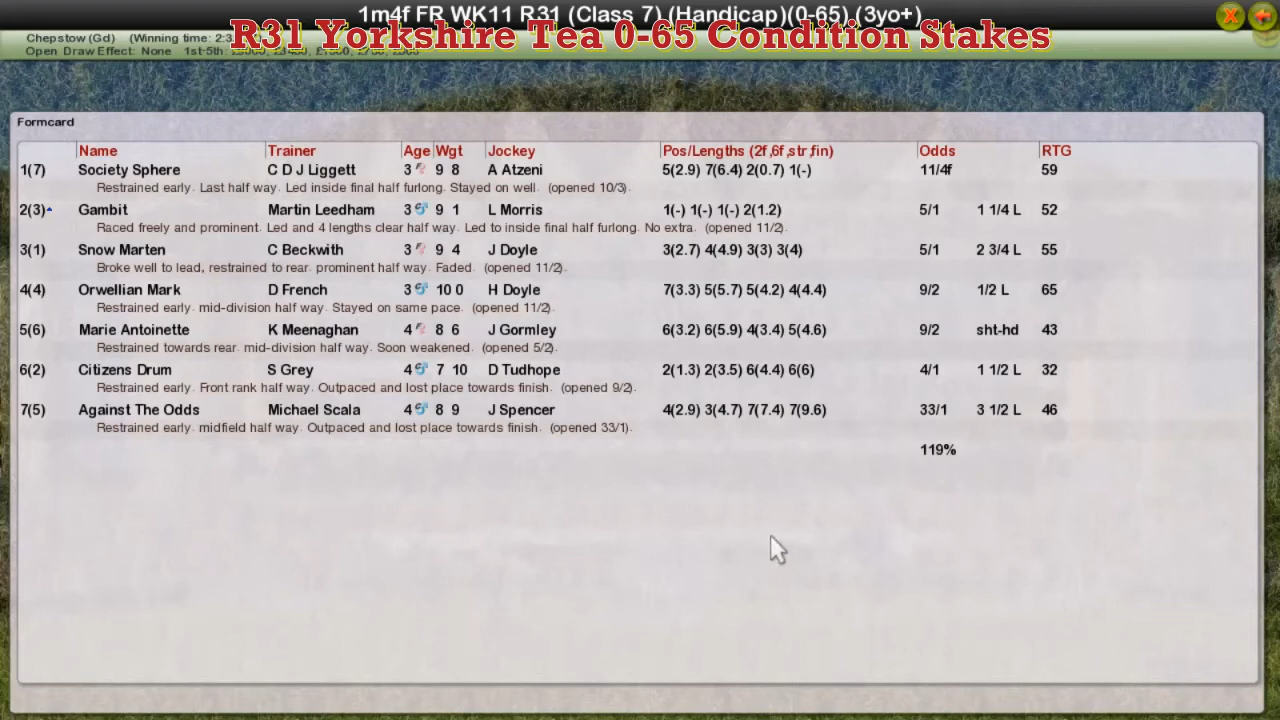 1m4f FR WK11 R31 (Class 7) (Handicap)(0-65) (3yo+)
R31 Yorkshire Tea 0-65 Condition Stakes
Chepstow (Gd) (Winning time: 2:3
Open Draw Effect: None 1st-5th:
Formcard
Name Trainer Age Wgt Jockey Pos/Lengths (2f,6f,str,fin) Odds RTG
1(7) Society Sphere C D J Liggett 3 9 8 A Atzeni 5(2.9) 7(6.4) 2(0.7) 1(-) 11/4f 59
Restrained early. Last half way. Led inside final half furlong. Stayed on well. (opened 10/3).
2(3) Gambit Martin Leedham 3 9 1 L Morris 1(-) 1(-) 1(-) 2(1.2) 5/1 1 1/4 L 52
Raced freely and prominent. Led and 4 lengths clear half way. Led to inside final half furlong. No extra. (opened 11/2).
3(1) Snow Marten C Beckwith 3 9 4 J Doyle 3(2.7) 4(4.9) 3(3) 3(4) 5/1 2 3/4 L 55
Broke well to lead, restrained to rear. prominent half way. Faded. (opened 11/2).
4(4) Orwellian Mark D French 3 10 0 H Doyle 7(3.3) 5(5.7) 5(4.2) 4(4.4) 9/2 1/2 L 65
Restrained early. mid-division half way. Stayed on same pace. (opened 11/2).
5(6) Marie Antoinette K Meenaghan 4 8 6 J Gormley 6(3.2) 6(5.9) 4(3.4) 5(4.6) 9/2 sht-hd 43
Restrained towards rear. mid-division half way. Soon weakened. (opened 5/2).
6(2) Citizens Drum S Grey 4 7 10 D Tudhope 2(1.3) 2(3.5) 6(4.4) 6(6) 4/1 1 1/2 L 32
Restrained early. Front rank half way. Outpaced and lost place towards finish. (opened 9/2).
7(5) Against The Odds Michael Scala 4 8 9 J Spencer 4(2.9) 3(4.7) 7(7.4) 7(9.6) 33/1 3 1/2 L 46
Restrained early. midfield half way. Outpaced and lost place towards finish. (opened 33/1).
119%